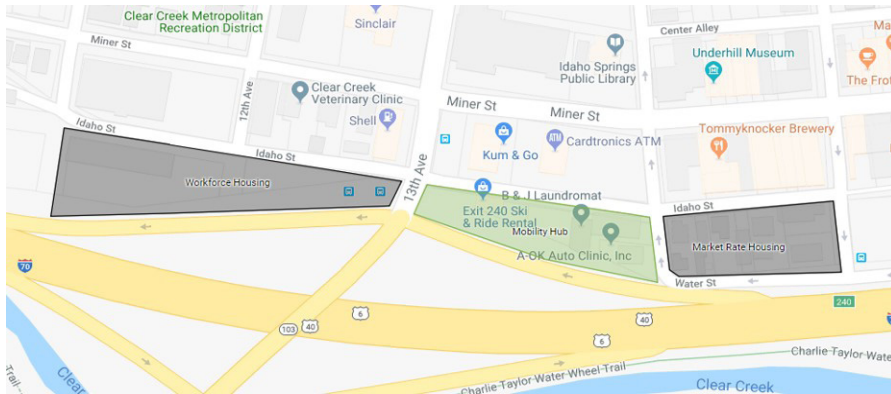 Clear Creek Metropolitan
Recreation District
Miner St
Sinclair
Center Alley
Idaho Springs
Public Library
Underhill Museum
Ma
The Frot
Clear Creek
Veterinary Clinic
12th Ave
Shell
Miner St
Miner St
Kum & Go
ATM
Cardtronics ATM
Tommyknocker Brewery
Idaho St
Idaho St
13th Ave
Workforce Housing
B & J Laundromat
Exit 240 Ski
& Ride Rental
Mobility Hub
A-OK Auto Clinic, Inc
Idaho St
Market Rate Housing
Water St
70
6
103
40
40
6
240
Charlie Taylor Wate
Charlie Taylor Water Wheel Trail
Trail
Clear
Clear Creek